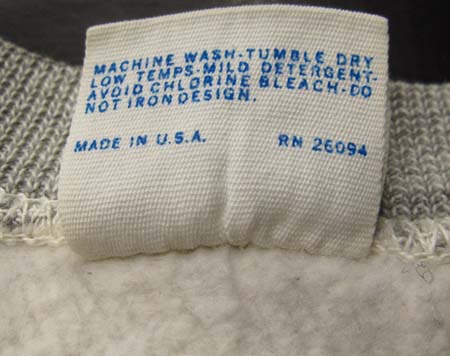 MACHINE WASH-TUMBLE DRY
LOW TEMPS-MILD DETERGENT-
AVOID CHLORINE BLEACH-DO
NOT IRON DESIGN.
MADE IN U.S.A. RN 26094